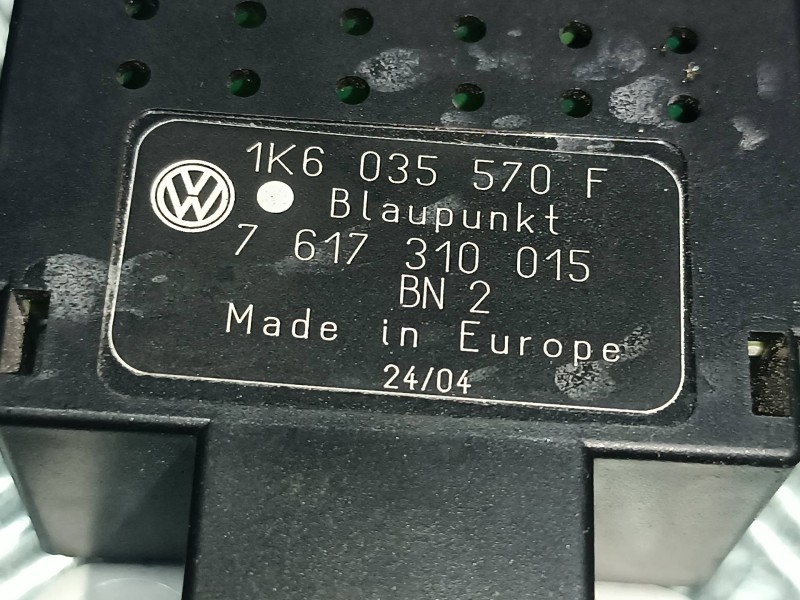 1K6 035 570 F
Blaupunkt
7 617 310 015
BN 2
Made in Europe
24/04